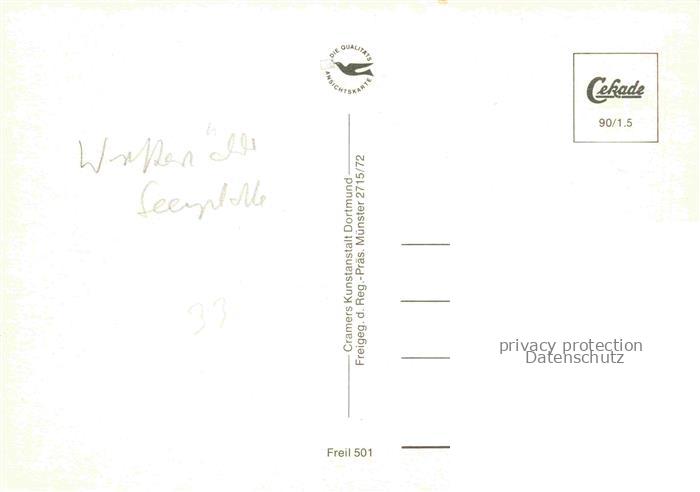 33
DIE QUALITÄTS
ANSICHTSKARTE
Cramers Kunstanstalt Dortmund
Freigeg. d. Reg.-Präs. Münster 2715/72
Freil 501
Cekade
90/1.5
privacy protection
Datenschutz